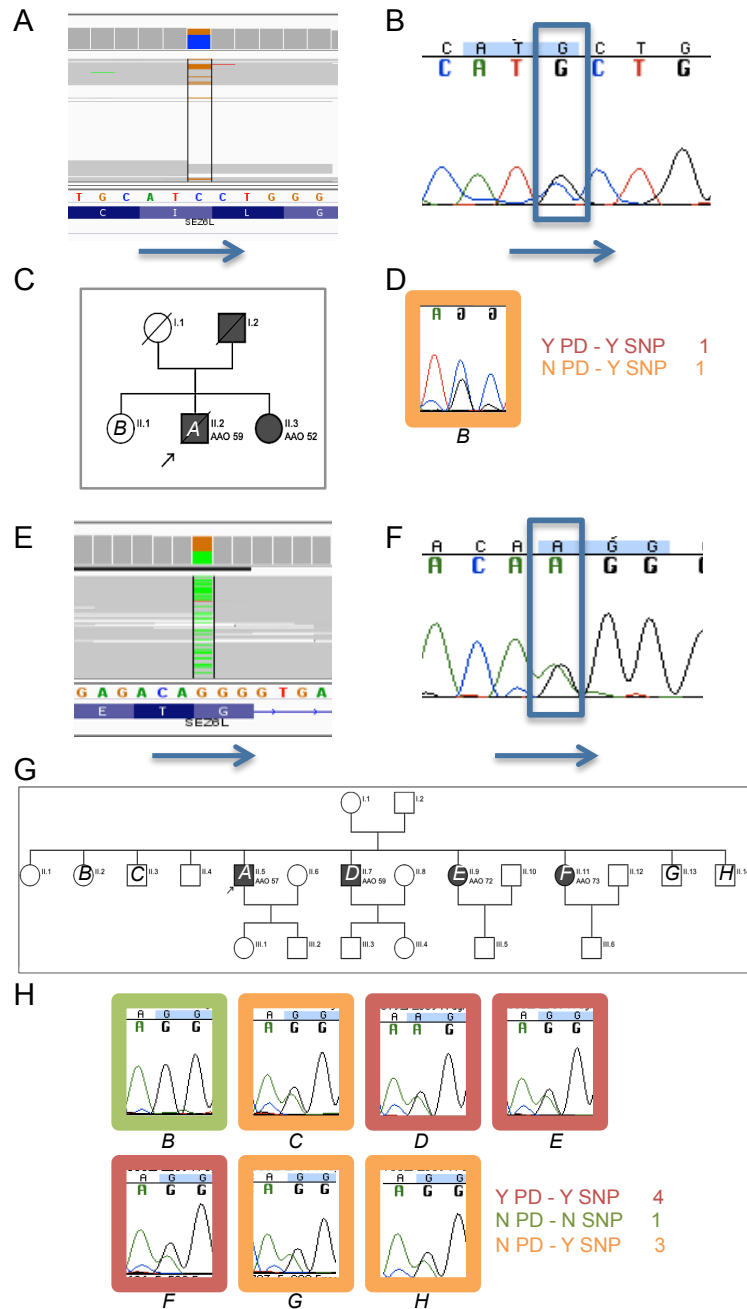 A
T G C A T C C T G G G
C I L G
SEZ6L
B
C A T G C T G
C A T G C T G
C
I.1
I.2
B
II.1
A
II.2
AAO 59
II.3
AAO 52
D
A G G
B
Y PD - Y SNP 1
N PD - Y SNP 1
E
G A G A C A G G G G T G A
E T G
SEZ6L
F
A C A A G G
A C A A G G
G
I.1
I.2
II.1
B
II.2
C
II.3
II.4
A
II.5
AAO 57
II.6
D
II.7
AAO 59
II.8
E
II.9
AAO 72
II.10
F
II.11
AAO 73
II.12
G
II.13
H
II.14
III.1
III.2
III.3
III.4
III.5
III.6
H
A G G
A G G
B
A G G
A G G
C
A A G
A A G
D
A G G
A G G
E
A G G
A G G
F
A G G
A G G
G
A G G
A G G
H
Y PD - Y SNP 4
N PD - N SNP 1
N PD - Y SNP 3